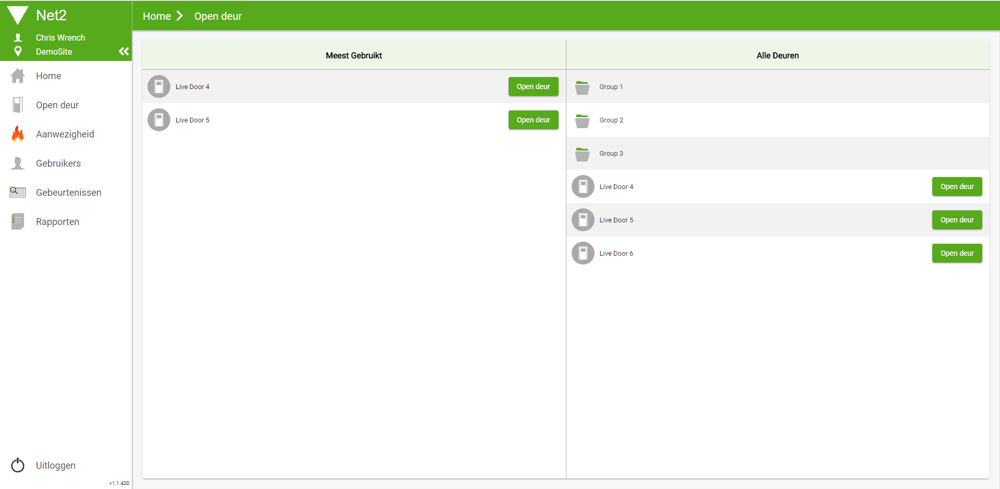 Net2
Chris Wrench
DemoSite
Home
Open deur
Aanwezigheid
Gebruikers
Gebeurtenissen
Rapporten
Uitloggen
v1.1.420
Home Open deur
Meest Gebruikt
Live Door 4 Open deur
Live Door 5 Open deur
Alle Deuren
Group 1
Group 2
Group 3
Live Door 4 Open deur
Live Door 5 Open deur
Live Door 6 Open deur